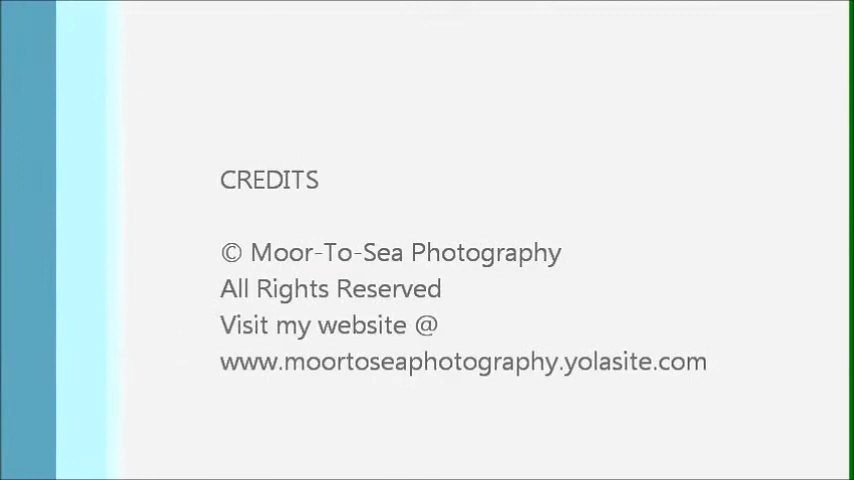 CREDITS
© Moor-To-Sea Photography
All Rights Reserved
Visit my website @
www.moortoseaphotography.yolasite.com